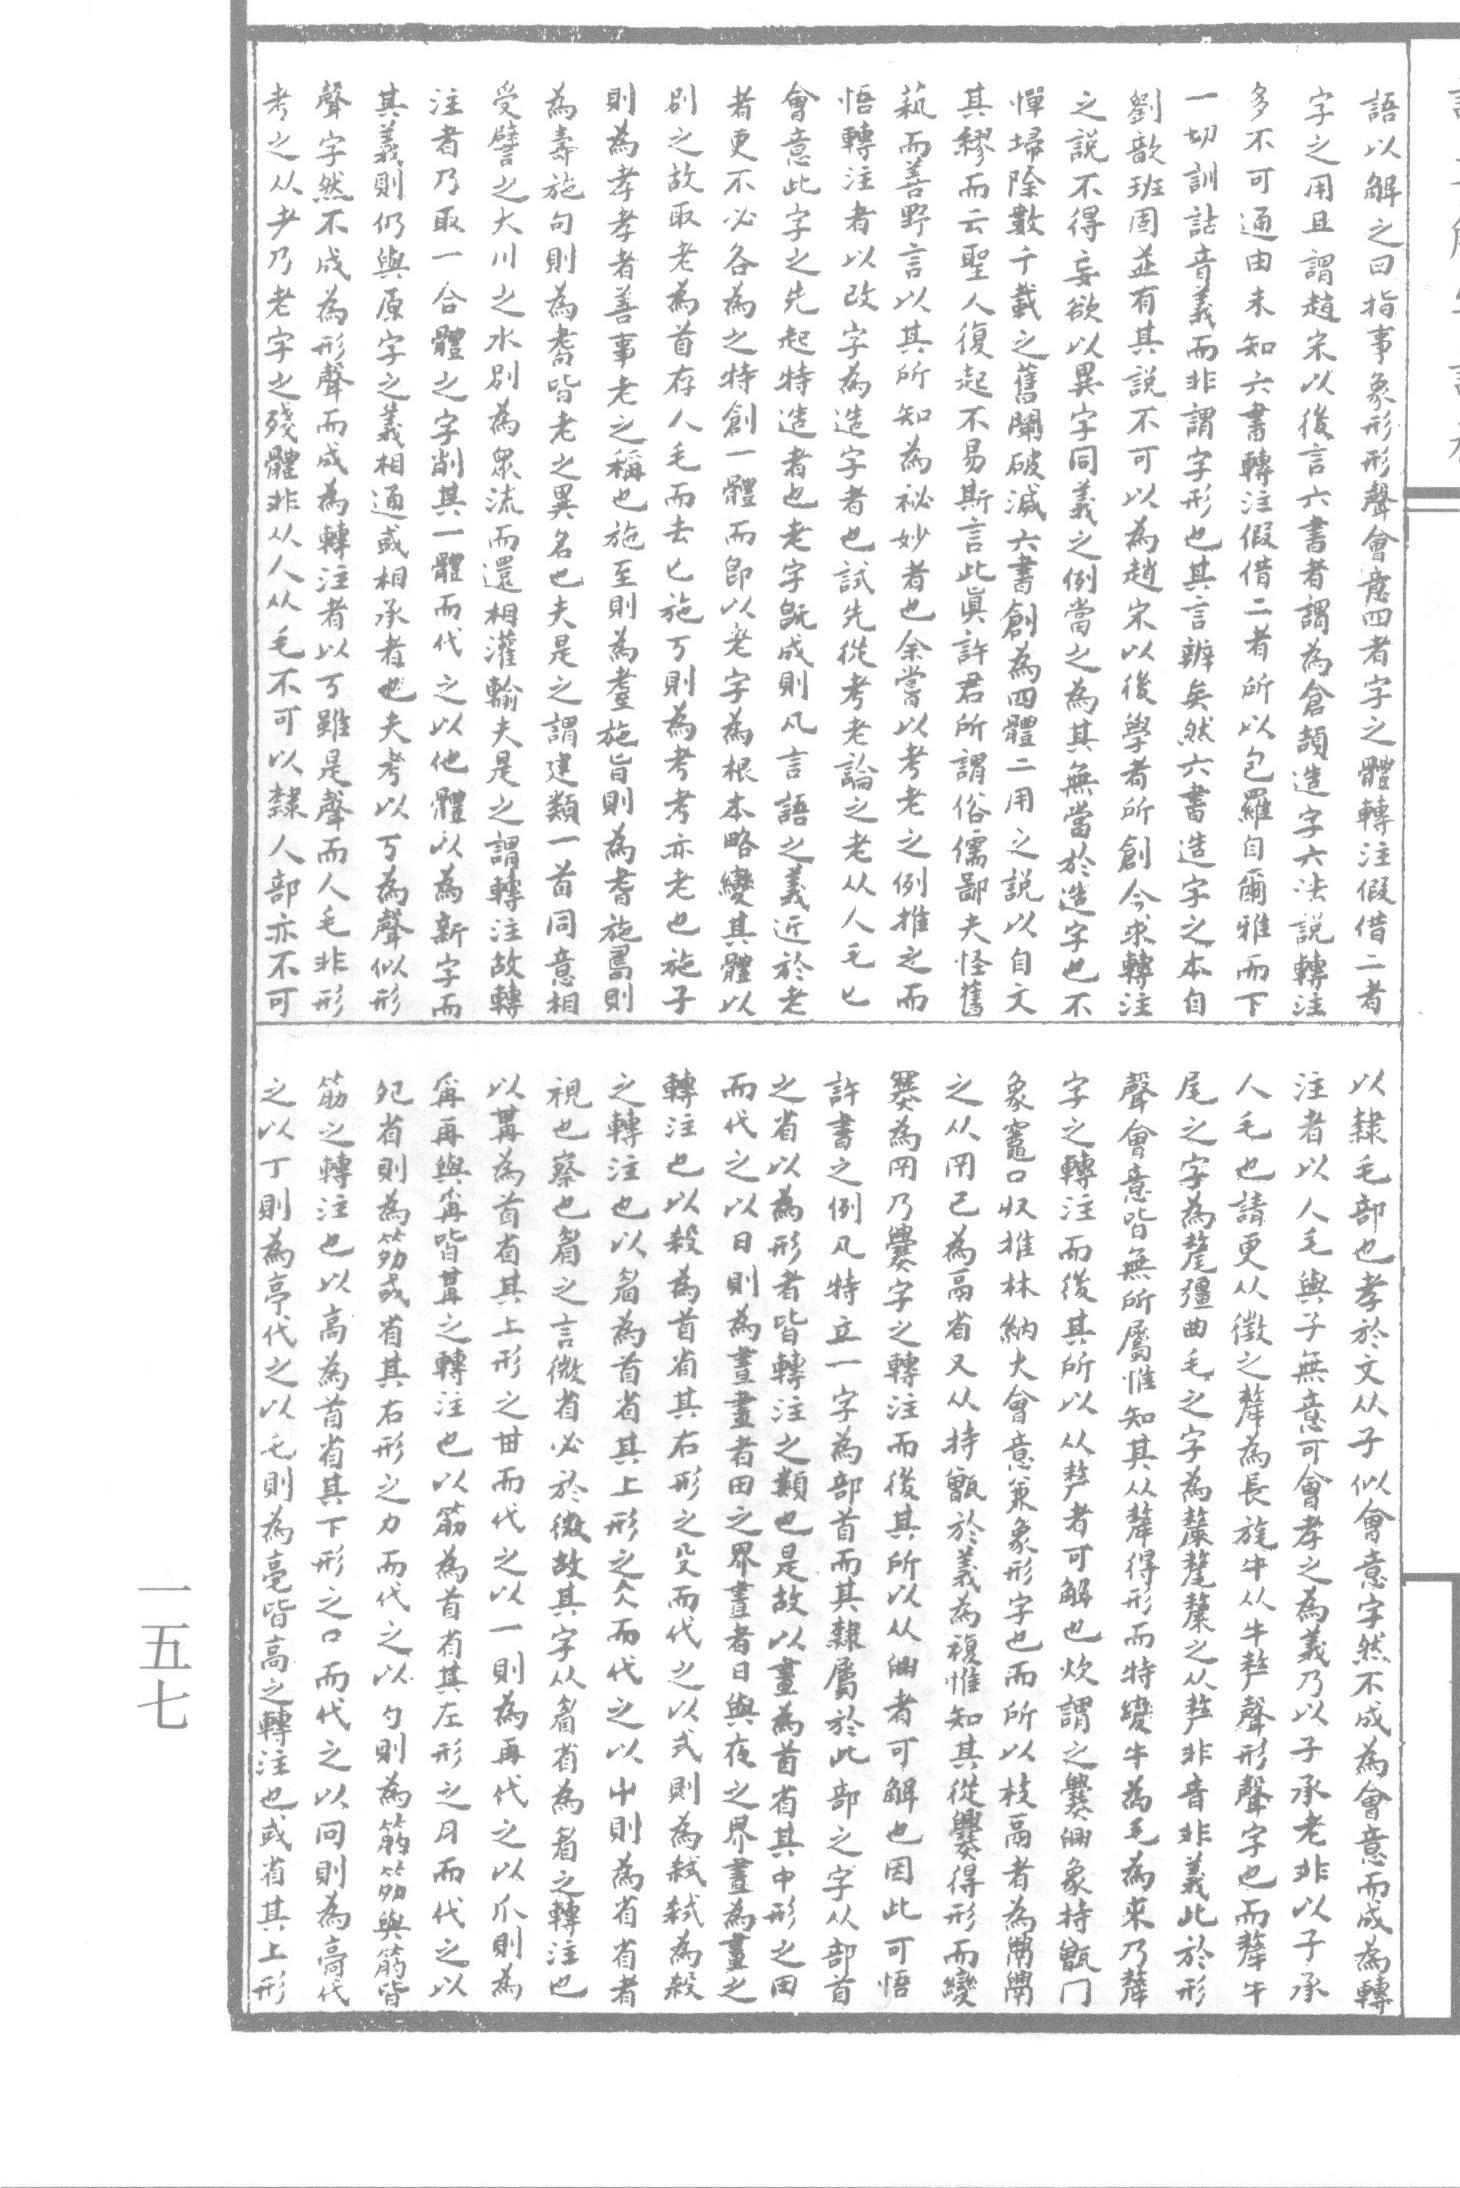 語以解之曰指事象形形聲會意四者字之體轉注假借二者
字之用且謂趙宋以後言六書者謂為倉頡造字六法說轉注
多不可通由未知六書轉注假借二者所以包羅自爾雅而下
一切訓詁音義而非謂字形也其言辨矣然六書造字之本自
劉歆班固並有其說不可以為趙宋以後學者所創今求轉注
之說不得妄欲以異字同義之例當之為其無當於造字也不
憚埽除數千載之舊闡破滅六書創為四體二用之說以自文
其繆而云聖人復起不易斯言此真許君所謂俗儒鄙夫怪舊
蓺而善野言以其所知為祕妙者也余嘗以考老之例推之而
悟轉注者以改字為造字者也試先從考老論之老从人毛匕
會意此字之先起特造者也老字旣成則凡言語之義近於老
者更不必各為之特創一體而卽以老字為根本略變其體以
別之故取老為首存人毛而去匕施丂則為考考亦老也施子
則為孝孝者善事老之稱也施至則為耋施旨則為耆施蒿則
為壽施句則為耇皆老之異名也夫是之謂建類一首同意相
受譬之大川之水別為眾流而還相灌輸夫是之謂轉注故轉
注者乃取一合體之字削其一體而代之以他體以為新字而
其義則仍與原字之義相通或相承者也夫考以丂為聲似形
聲字然不成為形聲而成為轉注者以丂雖是聲而人毛非形
考之从耂乃老字之殘體非从人从毛不可以隸人部亦不可
以隸毛部也孝於文从子似會意字然不成為會意而成為轉
注者以人毛與子無意可會孝之為義乃以子承老非以子承
人毛也請更从徵之犛為長旄牛从牛𠩺聲形聲字也而犛牛
尾之字為氂彊曲毛之字為𣯛氂𣯛之从𠩺非音非義此於形
聲會意皆無所屬惟知其从犛得形而特變牛為毛為來乃犛
字之轉注而後其所以从𠩺者可解也炊謂之爨𦥑象持甑冂
象竈口廾推林納火會意兼象形字也而所以枝鬲者為䰝䰝
之从冂已為鬲省又从持甑於義為複惟知其從爨得形而變
爨為冂乃爨字之轉注而後其所以从𦥑者可解也因此可悟
許書之例凡特立一字為部首而其隸屬於此部之字从部首
之省以為形者皆轉注之類也是故以畫為首省其中形之田
而代之以日則為晝畫者田之界晝者日與夜之界晝為畫之
轉注也以殺為首省其右形之殳而代之以式則為弒弒為殺
之轉注也以眉為首省其上形之仌而代之以屮則為省省者
視也察也眉之言微省必於微故其字从眉省為眉之轉注也
以冓為首省其上形之冄而代之以一則為再代之以爪則為
爯再與爯皆冓之轉注也以筋為首省其左形之月而代之以
夗省則為笏或省其右形之力而代之以勺則為筋笏與筋皆
筋之轉注也以高為首省其下形之口而代之以冋則為高代
之以丁則為亭代之以乇則為亳皆高之轉注也或省其上形
一五七